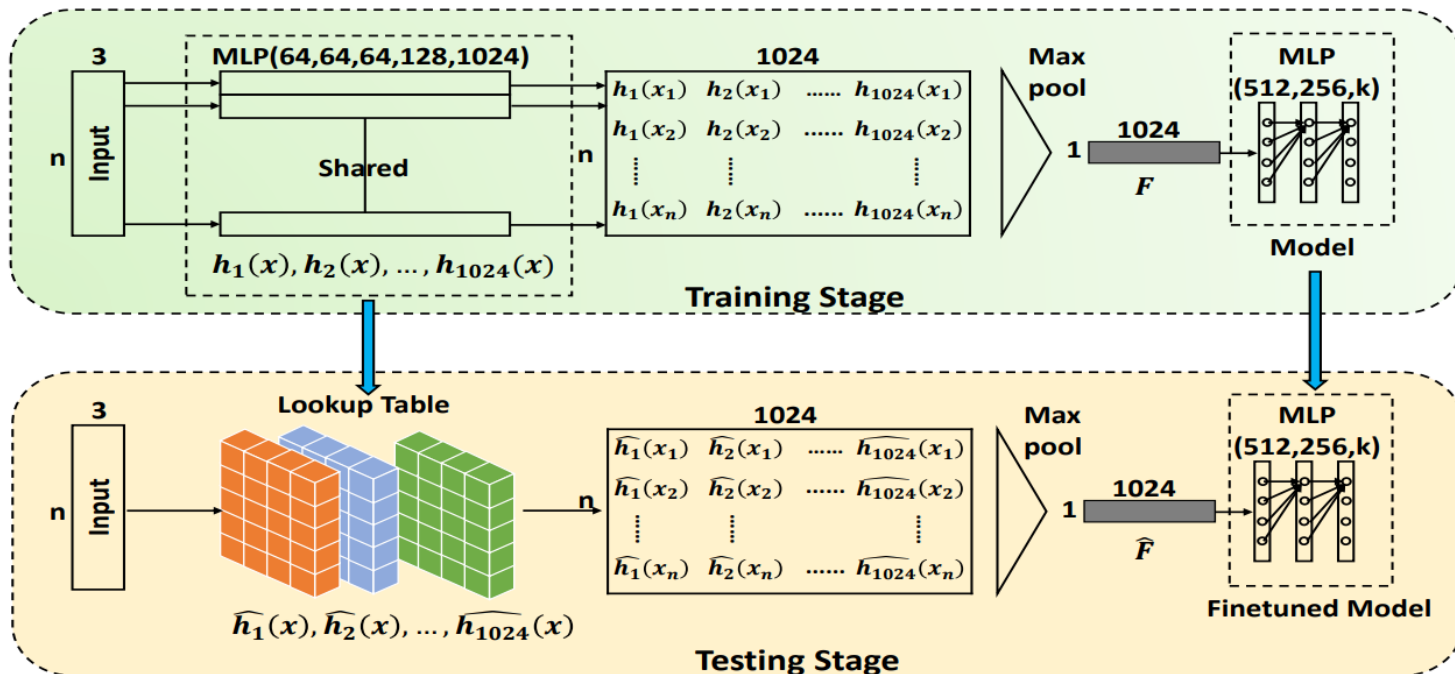 3
MLP(64,64,64,128,1024)
1024
Max
pool
MLP
(512,256,k)
n
Input
Shared
n
h₁(x₁) h₂(x₁) ...... h₁₀₂₄(x₁)
h₁(x₂) h₂(x₂) ...... h₁₀₂₄(x₂)
⋮ ⋮ ⋮
h₁(xₙ) h₂(xₙ) ...... h₁₀₂₄(xₙ)
1
1024
F
Model
h₁(x), h₂(x), ..., h₁₀₂₄(x)
Training Stage
3
Lookup Table
1024
Max
pool
MLP
(512,256,k)
n
Input
n
ĥ₁(x₁) ĥ₂(x₁) ...... ĥ₁₀₂₄(x₁)
ĥ₁(x₂) ĥ₂(x₂) ...... ĥ₁₀₂₄(x₂)
⋮ ⋮ ⋮
ĥ₁(xₙ) ĥ₂(xₙ) ...... ĥ₁₀₂₄(xₙ)
1
1024
F̂
Finetuned Model
ĥ₁(x), ĥ₂(x), ..., ĥ₁₀₂₄(x)
Testing Stage